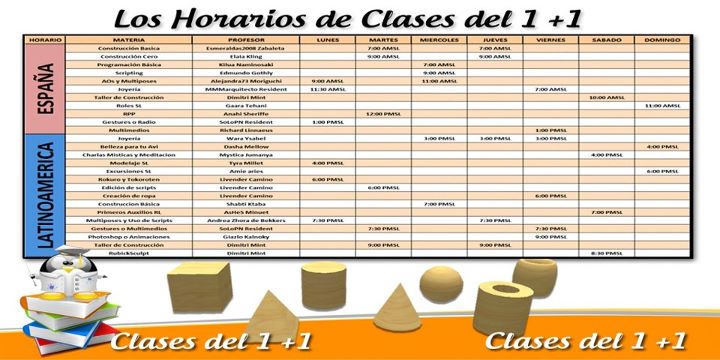 Los Horarios de Clases del 1 +1
HORARIO MATERIA PROFESOR LUNES MARTES MIERCOLES JUEVES VIERNES SABADO DOMINGO
ESPAÑA
Construcción Basica Esmeraldas2008 Zabaleta 7:00 AMSL 7:00 AMSL
Construcción Cero Elata Kling 9:00 AMSL 9:00 AMSL
Programación Básica Kilua Naminosaki 7:00 AMSL
Scripting Edmundo Gothly 9:00 AMSL
AOs y Multiposes Alejandra73 Moriguchi 9:00 AMSL 11:00 AMSL
Joyería MMMarquitecto Resident 11:30 AMSL 7:00 AMSL
Taller de Construcción Dimitri Mint 10:00 AMSL
Roles SL Gaara Tehani 11:00 AMSL
RPP Anahi Sheriffe 12:00 PMSL
Gestures o Radio SoLoPN Resident 1:00 PMSL
Multimedios Richard Linnaeus 1:00 PMSL
LATINOAMERICA
Joyeria Wara Ysabel 3:00 PMSL 3:00 PMSL 3:00 PMSL
Belleza para tu Avi Dasha Mellow 4:00 PMSL
Charlas Misticas y Meditacion Mystica Jumanya 4:00 PMSL
Modelaje SL Tyra Millet 4:00 PMSL
Excursiones SL Amie aries 6:00 PMSL
Rokuro y Tokoroten Livender Camino 6:00 PMSL
Edición de scripts Livender Camino 6:00 PMSL
Creación de ropa Livender Camino 6:00 PMSL
Construccion Básica Shabti Ktaba 7:00 PMSL
Primeros Auxilios RL AsHeS Minuet 7:00 PMSL
Multiposes y Uso de Scripts Andrea Zhora de Bekkers 7:30 PMSL 7:30 PMSL
Gestures o Multimedios SoLoPN Resident 7:30 PMSL 7:30 PMSL
Photoshop o Animaciones Giazlo Kalnoky 9:00 PMSL
Taller de Construcción Dimitri Mint 9:00 PMSL 9:00 PMSL
RubickSculpt Dimitri Mint 8:30 PMSL
Clases del 1 +1
Clases del 1 +1